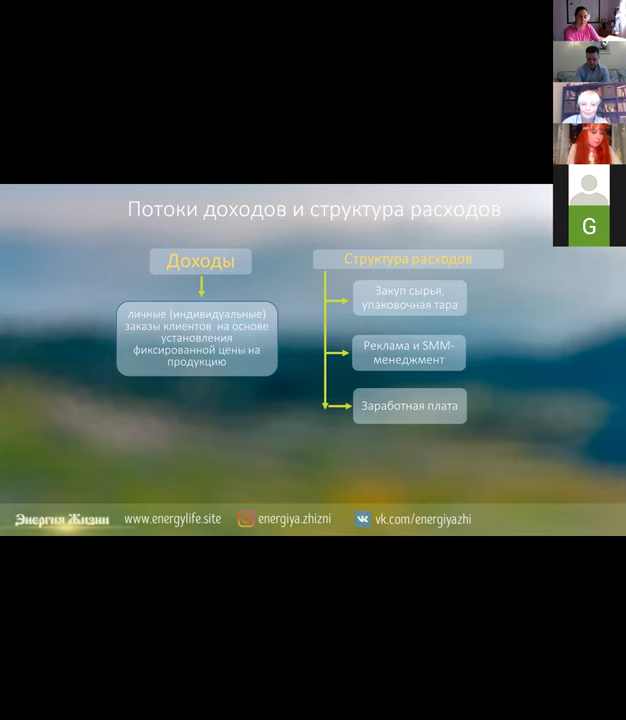 Потоки доходов и структура расходов
Доходы
личные (индивидуальные)
заказы клиентов на основе
установления
фиксированной цены на
продукцию
Структура расходов
Закуп сырья,
упаковочная тара
Реклама и SMM-
менеджмент
Заработная плата
Энергия Жизни
www.energylife.site
energiya.zhizni
vk.com/energiyazhi
G